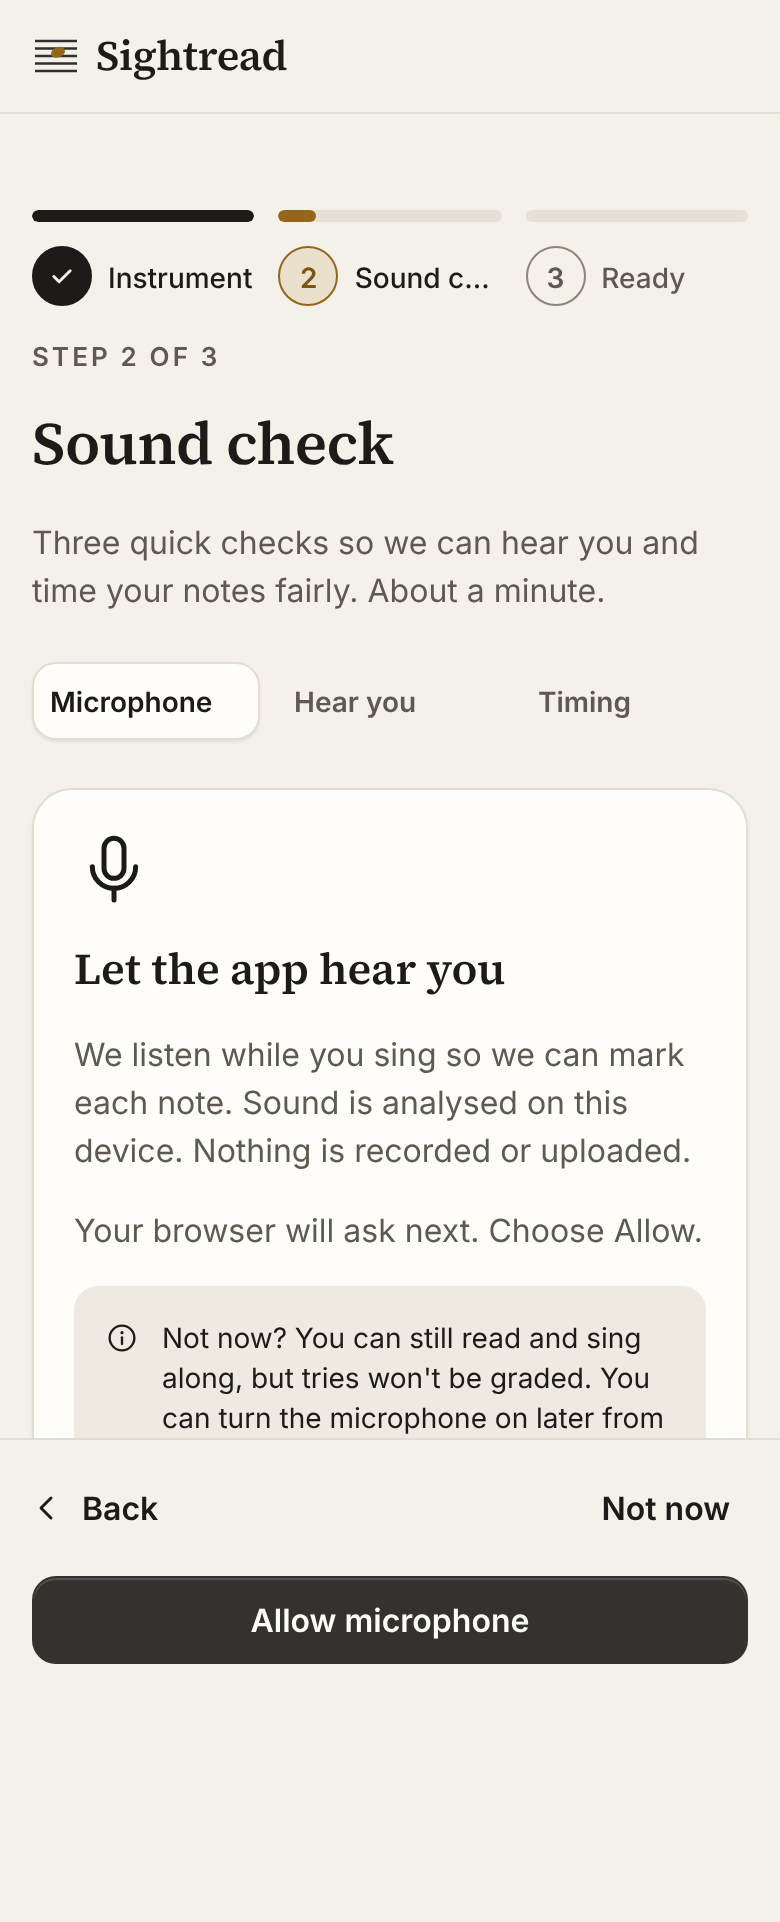 Sightread
Instrument
2 Sound c...
3 Ready
STEP 2 OF 3
Sound check
Three quick checks so we can hear you and
time your notes fairly. About a minute.
Microphone Hear you Timing
Let the app hear you
We listen while you sing so we can mark
each note. Sound is analysed on this
device. Nothing is recorded or uploaded.
Your browser will ask next. Choose Allow.
Not now? You can still read and sing
along, but tries won't be graded. You
can turn the microphone on later from
Back Not now
Allow microphone